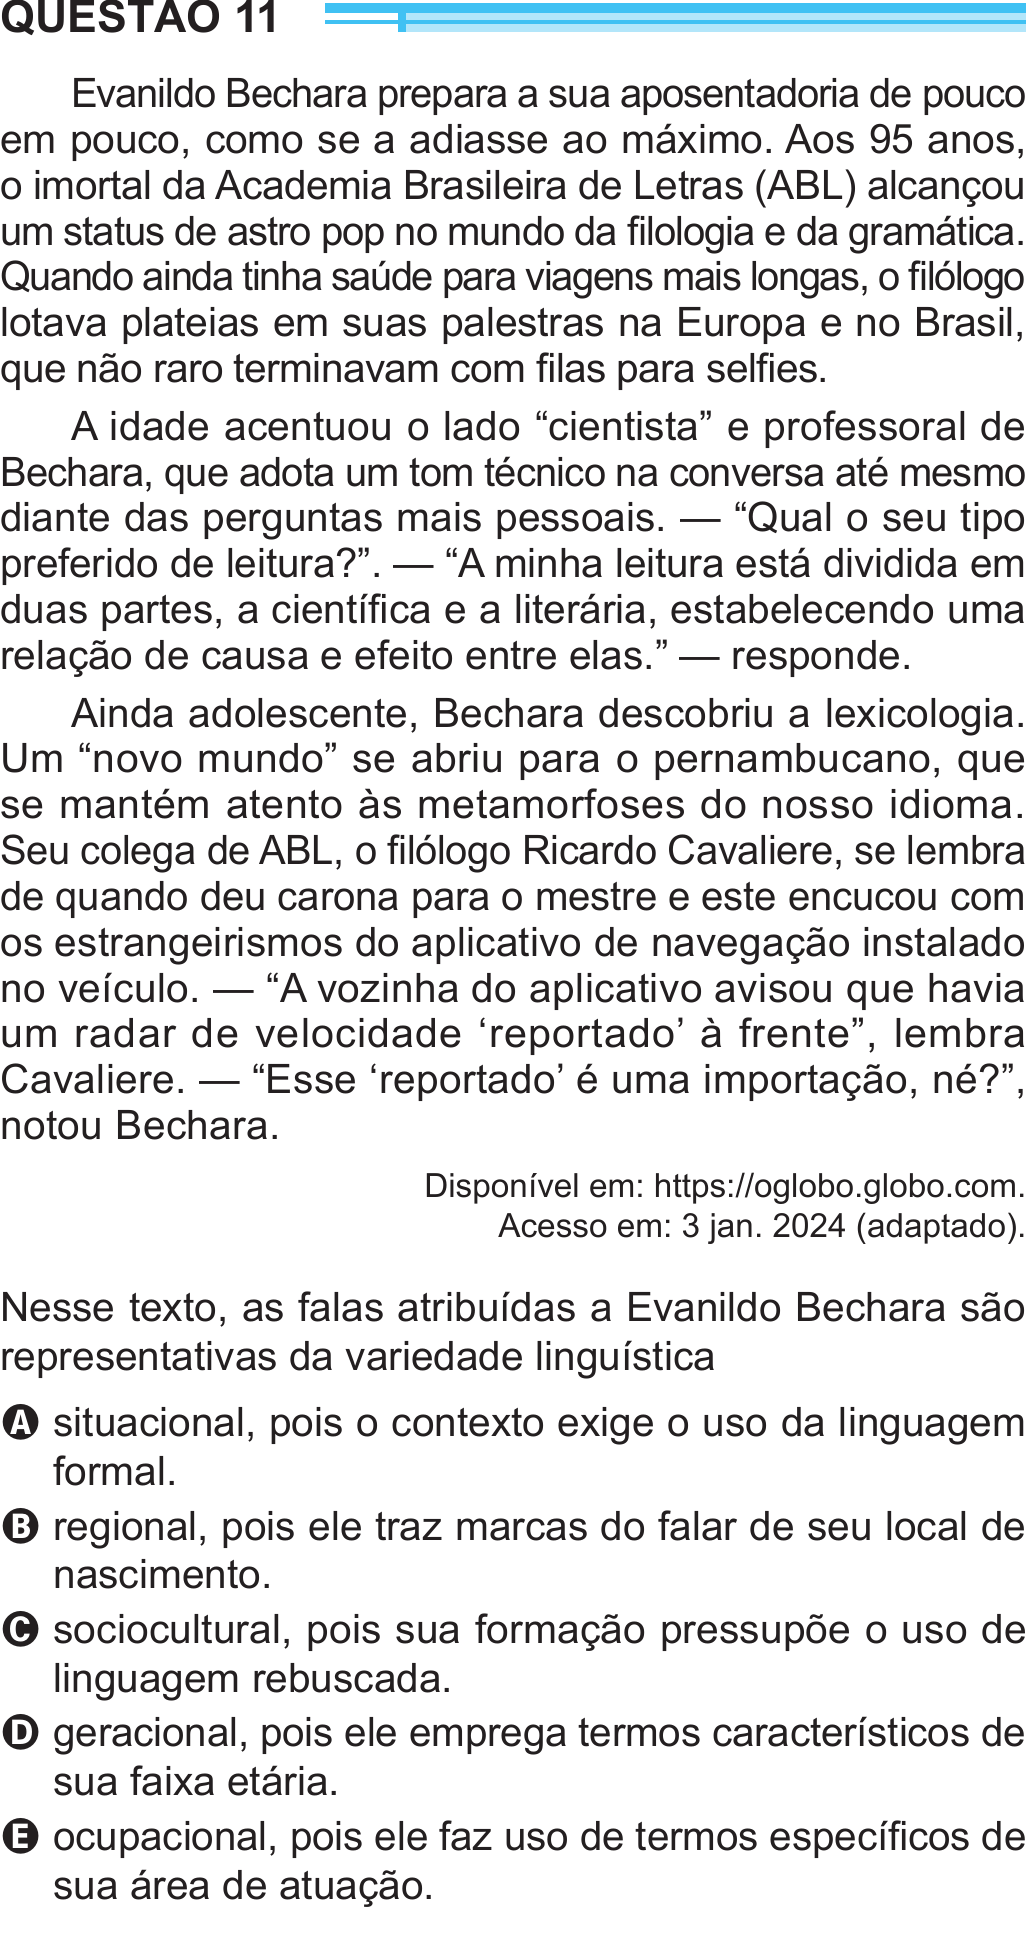 QUESTÃO 11
Evanildo Bechara prepara a sua aposentadoria de pouco
em pouco, como se a adiasse ao máximo. Aos 95 anos,
o imortal da Academia Brasileira de Letras (ABL) alcançou
um status de astro pop no mundo da filologia e da gramática.
Quando ainda tinha saúde para viagens mais longas, o filólogo
lotava plateias em suas palestras na Europa e no Brasil,
que não raro terminavam com filas para selfies.
A idade acentuou o lado “cientista” e professoral de
Bechara, que adota um tom técnico na conversa até mesmo
diante das perguntas mais pessoais. — “Qual o seu tipo
preferido de leitura?”. — “A minha leitura está dividida em
duas partes, a científica e a literária, estabelecendo uma
relação de causa e efeito entre elas.” — responde.
Ainda adolescente, Bechara descobriu a lexicologia.
Um “novo mundo” se abriu para o pernambucano, que
se mantém atento às metamorfoses do nosso idioma.
Seu colega de ABL, o filólogo Ricardo Cavaliere, se lembra
de quando deu carona para o mestre e este encucou com
os estrangeirismos do aplicativo de navegação instalado
no veículo. — “A vozinha do aplicativo avisou que havia
um radar de velocidade ‘reportado’ à frente”, lembra
Cavaliere. — “Esse ‘reportado’ é uma importação, né?”,
notou Bechara.
Disponível em: https://oglobo.globo.com.
Acesso em: 3 jan. 2024 (adaptado).
Nesse texto, as falas atribuídas a Evanildo Bechara são
representativas da variedade linguística
A situacional, pois o contexto exige o uso da linguagem
formal.
B regional, pois ele traz marcas do falar de seu local de
nascimento.
C sociocultural, pois sua formação pressupõe o uso de
linguagem rebuscada.
D geracional, pois ele emprega termos característicos de
sua faixa etária.
E ocupacional, pois ele faz uso de termos específicos de
sua área de atuação.